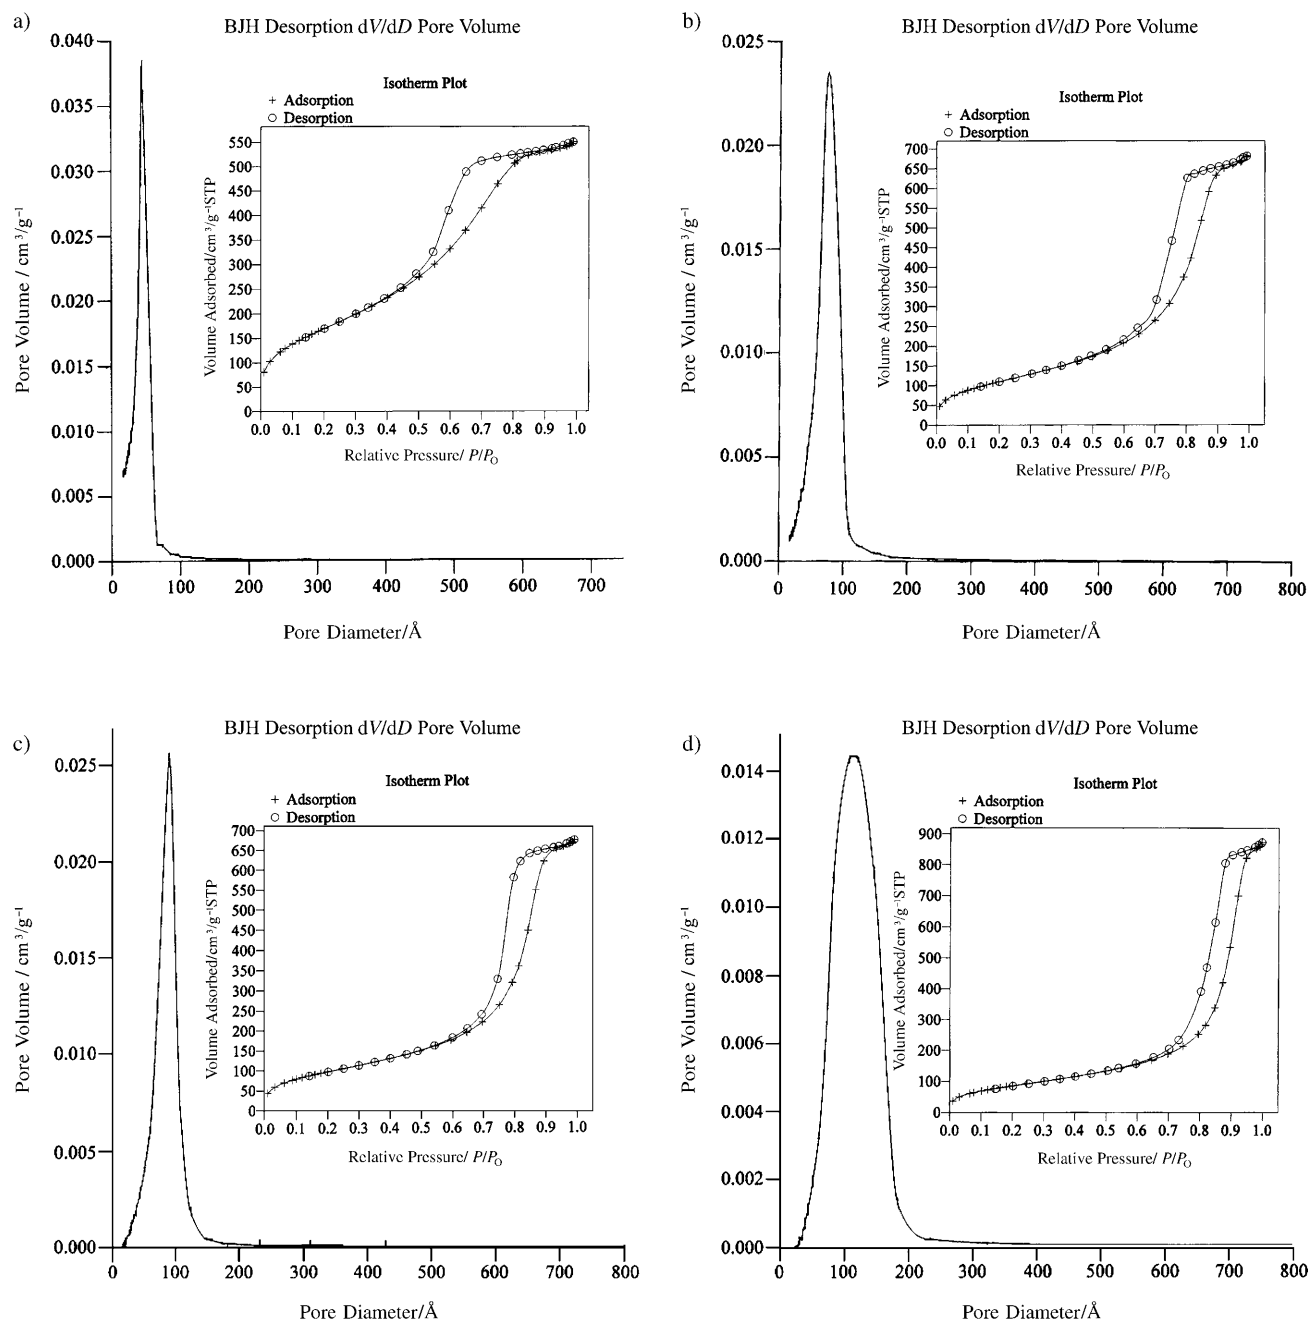 a)
BJH Desorption dV/dD Pore Volume
0.040
0.035
0.030
0.025
0.020
0.015
0.010
0.005
0.000
Pore Volume / cm³/g⁻¹
0 100 200 300 400 500 600 700
Pore Diameter/Å
Isotherm Plot
+ Adsorption
○ Desorption
550
500
450
400
350
300
250
200
150
100
50
0
Volume Adsorbed/cm³/g⁻¹STP
0.0 0.1 0.2 0.3 0.4 0.5 0.6 0.7 0.8 0.9 1.0
Relative Pressure/ P/P₀
b)
BJH Desorption dV/dD Pore Volume
0.025
0.020
0.015
0.010
0.005
0.000
Pore Volume / cm³/g⁻¹
0 100 200 300 400 500 600 700 800
Pore Diameter/Å
Isotherm Plot
+ Adsorption
○ Desorption
700
650
600
550
500
450
400
350
300
250
200
150
100
50
0
Volume Adsorbed/cm³/g⁻¹STP
0.0 0.1 0.2 0.3 0.4 0.5 0.6 0.7 0.8 0.9 1.0
Relative Pressure/ P/P₀
c)
BJH Desorption dV/dD Pore Volume
0.025
0.020
0.015
0.010
0.005
0.000
Pore Volume / cm³/g⁻¹
0 100 200 300 400 500 600 700 800
Pore Diameter/Å
Isotherm Plot
+ Adsorption
○ Desorption
700
650
600
550
500
450
400
350
300
250
200
150
100
50
0
Volume Adsorbed/cm³/g⁻¹STP
0.0 0.1 0.2 0.3 0.4 0.5 0.6 0.7 0.8 0.9 1.0
Relative Pressure/ P/P₀
d)
BJH Desorption dV/dD Pore Volume
0.014
0.012
0.010
0.008
0.006
0.004
0.002
0.000
Pore Volume / cm³/g⁻¹
0 100 200 300 400 500 600 700 800
Pore Diameter/Å
Isotherm Plot
+ Adsorption
○ Desorption
900
800
700
600
500
400
300
200
100
0
Volume Adsorbed/cm³/g⁻¹STP
0.0 0.1 0.2 0.3 0.4 0.5 0.6 0.7 0.8 0.9 1.0
Relative Pressure/ P/P₀